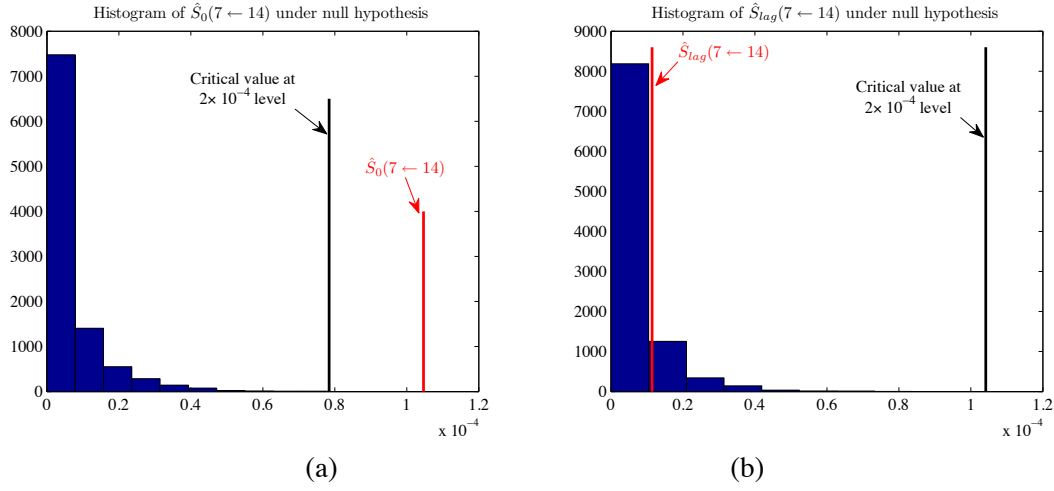 Histogram of Ŝ₀(7 ← 14) under null hypothesis
8000
7000
6000
5000
4000
3000
2000
1000
0
Critical value at
2× 10⁻⁴ level
Ŝ₀(7 ← 14)
0 0.2 0.4 0.6 0.8 1 1.2
x 10⁻⁴
(a)
Histogram of Ŝ_{lag}(7 ← 14) under null hypothesis
9000
8000
7000
6000
5000
4000
3000
2000
1000
0
Ŝ_{lag}(7 ← 14)
Critical value at
2× 10⁻⁴ level
0 0.2 0.4 0.6 0.8 1 1.2
x 10⁻⁴
(b)